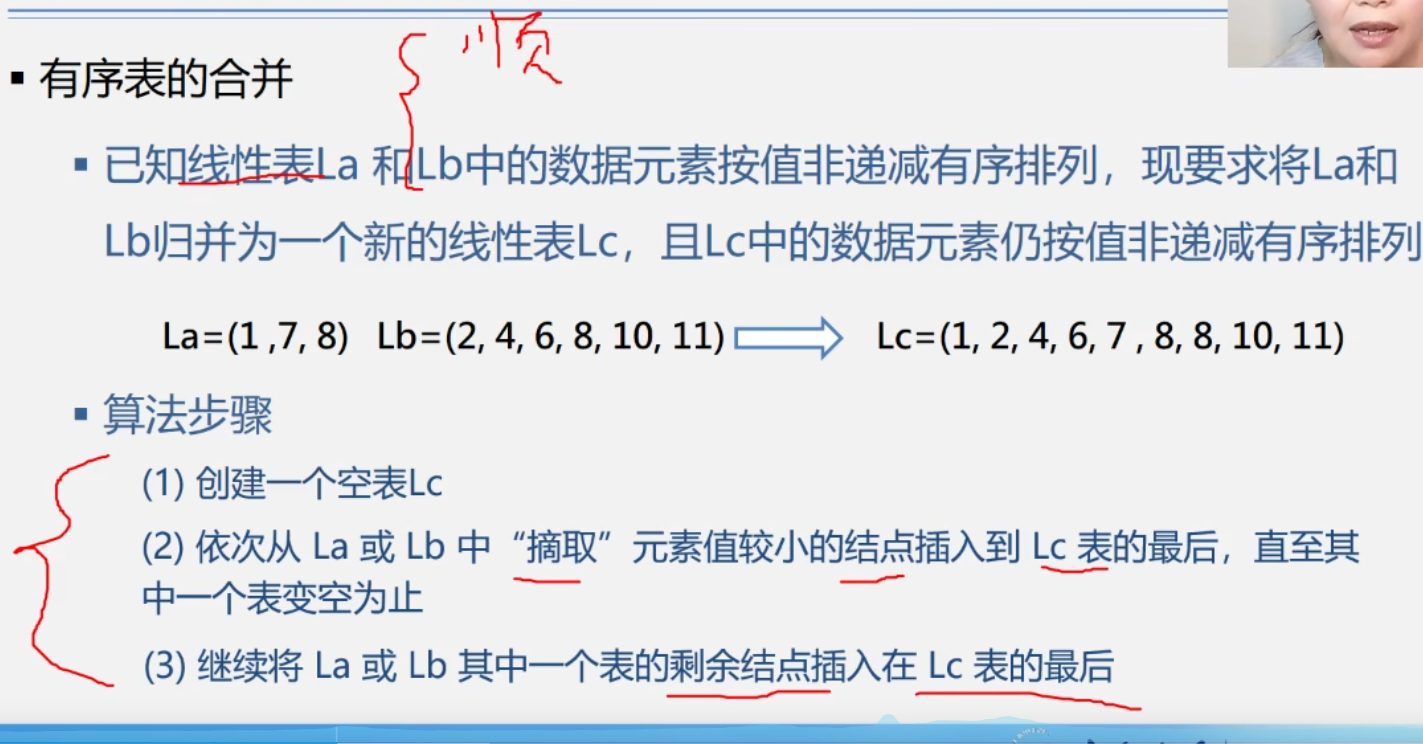 顺
有序表的合并
已知线性表La 和Lb中的数据元素按值非递减有序排列，现要求将La和
Lb归并为一个新的线性表Lc，且Lc中的数据元素仍按值非递减有序排列
La=(1 ,7, 8) Lb=(2, 4, 6, 8, 10, 11) Lc=(1, 2, 4, 6, 7 , 8, 8, 10, 11)
算法步骤
(1) 创建一个空表Lc
(2) 依次从 La 或 Lb 中“摘取”元素值较小的结点插入到 Lc 表的最后，直至其
中一个表变空为止
(3) 继续将 La 或 Lb 其中一个表的剩余结点插入在 Lc 表的最后